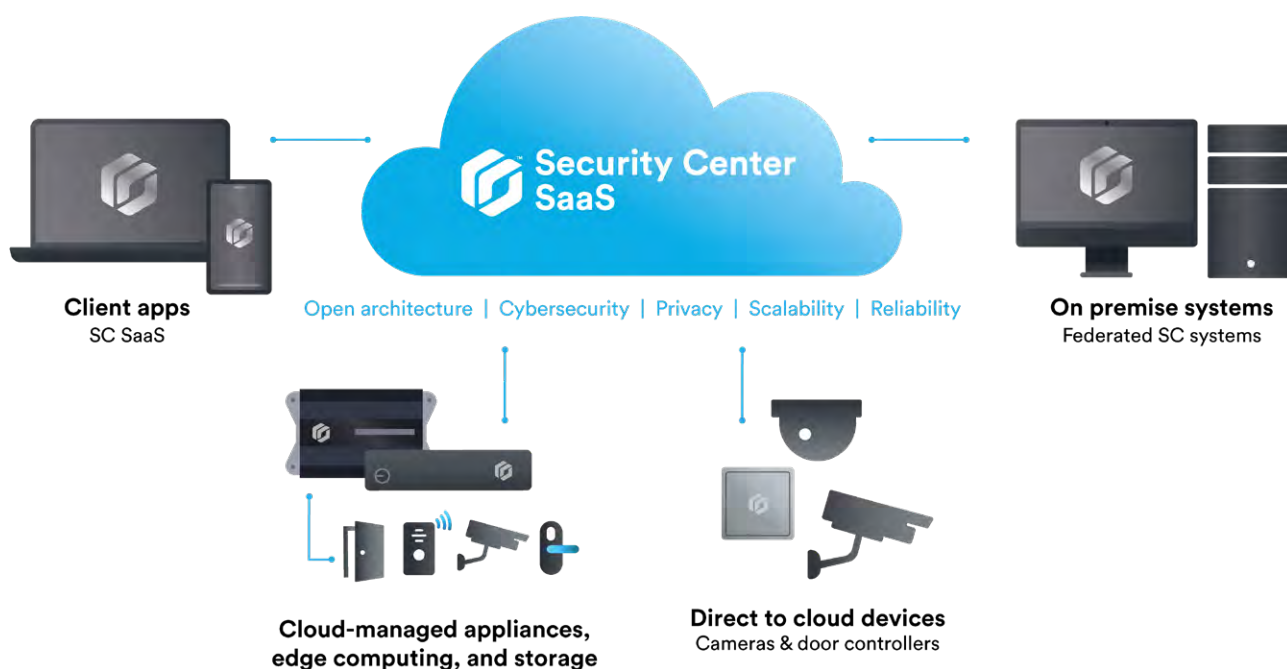 Security Center™
SaaS
Client apps
SC SaaS
Open architecture | Cybersecurity | Privacy | Scalability | Reliability
On premise systems
Federated SC systems
Cloud-managed appliances,
edge computing, and storage
Direct to cloud devices
Cameras & door controllers